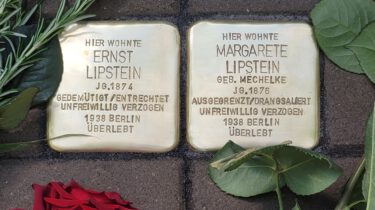 HIER WOHNTE
ERNST
LIPSTEIN
JG. 1874
GEDEMÜTIGT/ENTRECHTET
UNFREIWILLIG VERZOGEN
1938 BERLIN
ÜBERLEBT
HIER WOHNTE
MARGARETE
LIPSTEIN
GEB. MECHELKE
JG. 1876
AUSGEGRENZT/DRANGSALIERT
UNFREIWILLIG VERZOGEN
1938 BERLIN
ÜBERLEBT